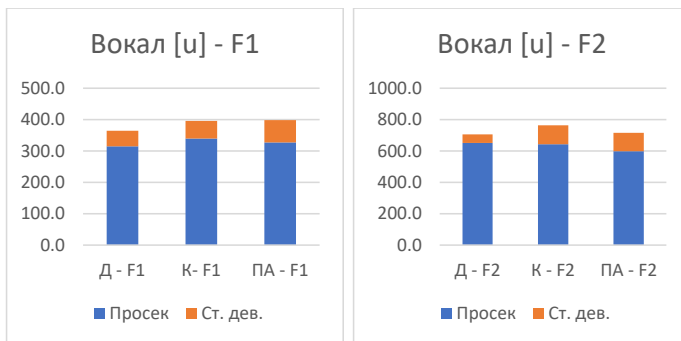 Вокал [u] - F1
500.0
400.0
300.0
200.0
100.0
0.0
Д - F1 К- F1 ПА - F1
Просек Ст. дев.
Вокал [u] - F2
1000.0
800.0
600.0
400.0
200.0
0.0
Д - F2 К - F2 ПА - F2
Просек Ст. дев.